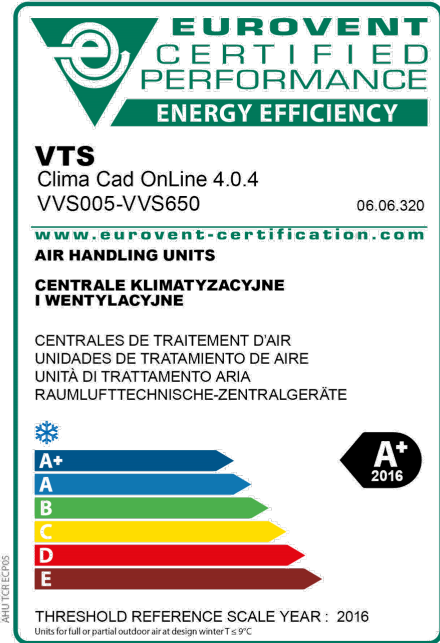 EUROVENT
CERTIFIED
PERFORMANCE
ENERGY EFFICIENCY
VTS
Clima Cad OnLine 4.0.4
VVS005-VVS650
06.06.320
www.eurovent-certification.com
AIR HANDLING UNITS
CENTRALE KLIMATYZACYJNE
I WENTYLACYJNE
CENTRALES DE TRAITEMENT D'AIR
UNIDADES DE TRATAMIENTO DE AIRE
UNITÀ DI TRATTAMENTO ARIA
RAUMLUFTTECHNISCHE-ZENTRALGERÄTE
A+
A
B
C
D
E
A+
2016
THRESHOLD REFERENCE SCALE YEAR : 2016
Units for full or partial outdoor air at design winter T ≤ 9°C
AHU TCR ECP05